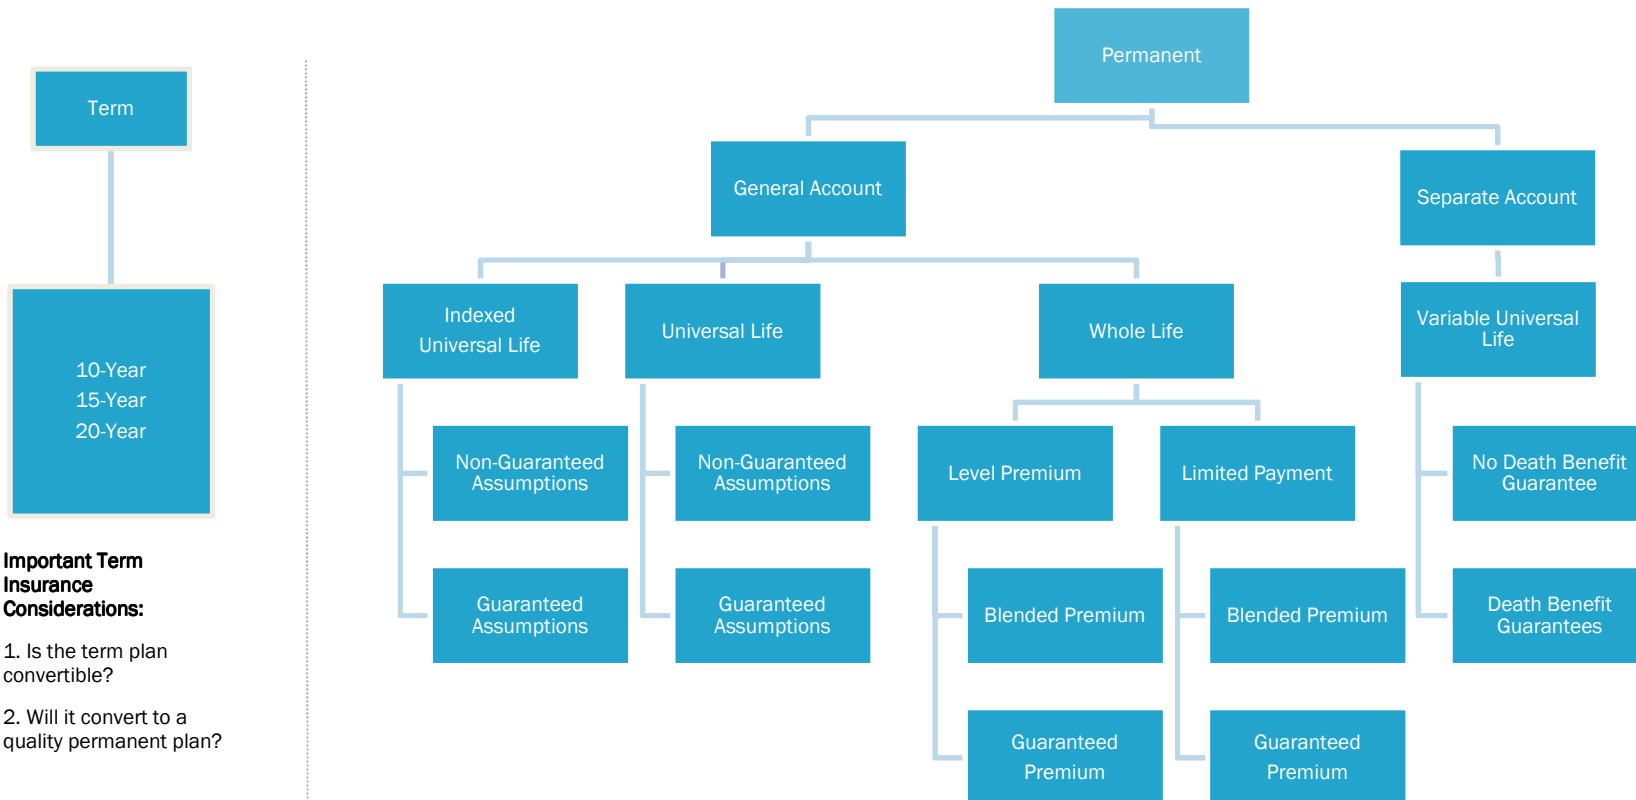 Term
10-Year
15-Year
20-Year
Important Term
Insurance
Considerations:
1. Is the term plan
convertible?
2. Will it convert to a
quality permanent plan?
Permanent
General Account
Separate Account
Indexed
Universal Life
Universal Life
Whole Life
Variable Universal
Life
Non-Guaranteed
Assumptions
Guaranteed
Assumptions
Non-Guaranteed
Assumptions
Guaranteed
Assumptions
Level Premium
Blended Premium
Guaranteed
Premium
Limited Payment
Blended Premium
Guaranteed
Premium
No Death Benefit
Guarantee
Death Benefit
Guarantees